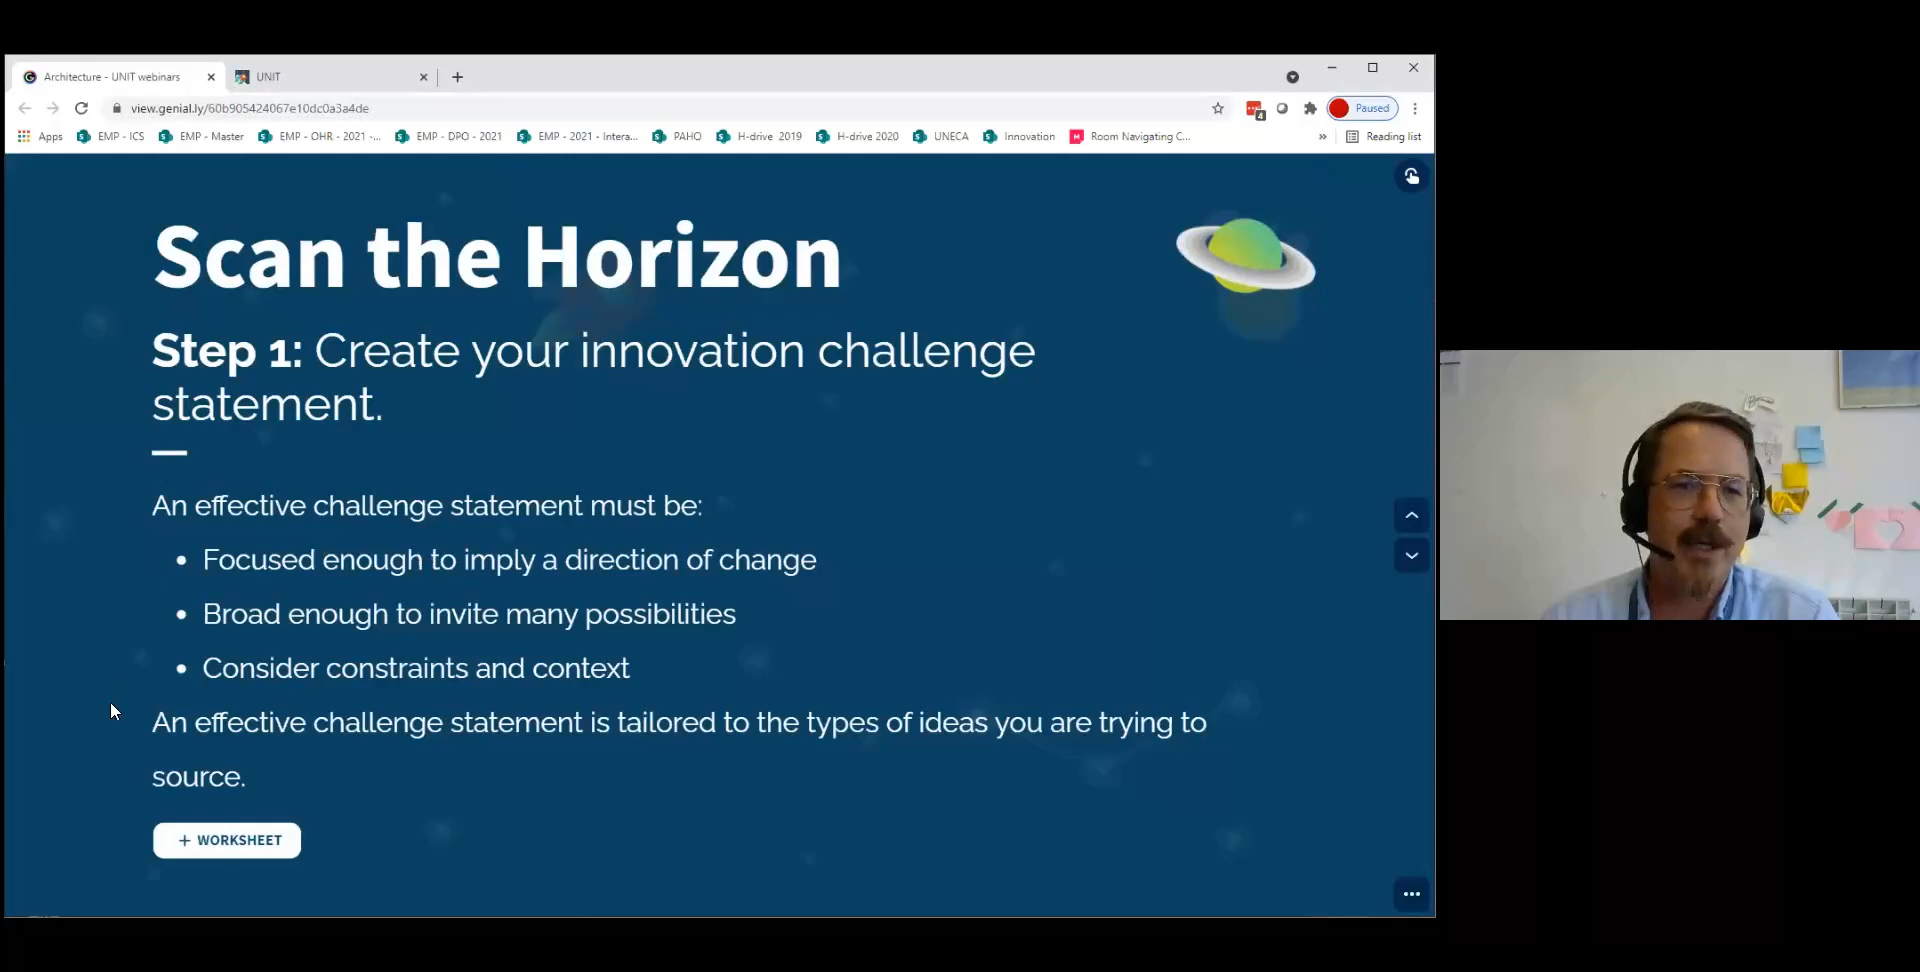 Architecture - UNIT webinars
UNIT
view.genial.ly/60b905424067e10dc0a3a4de
4
Paused
Apps
EMP - ICS
EMP - Master
EMP - OHR - 2021 -...
EMP - DPO - 2021
EMP - 2021 - Intera...
PAHO
H-drive 2019
H-drive 2020
UNECA
Innovation
Room Navigating C...
»
Reading list
Scan the Horizon
Step 1: Create your innovation challenge
statement.
An effective challenge statement must be:
• Focused enough to imply a direction of change
• Broad enough to invite many possibilities
• Consider constraints and context
An effective challenge statement is tailored to the types of ideas you are trying to
source.
+ WORKSHEET